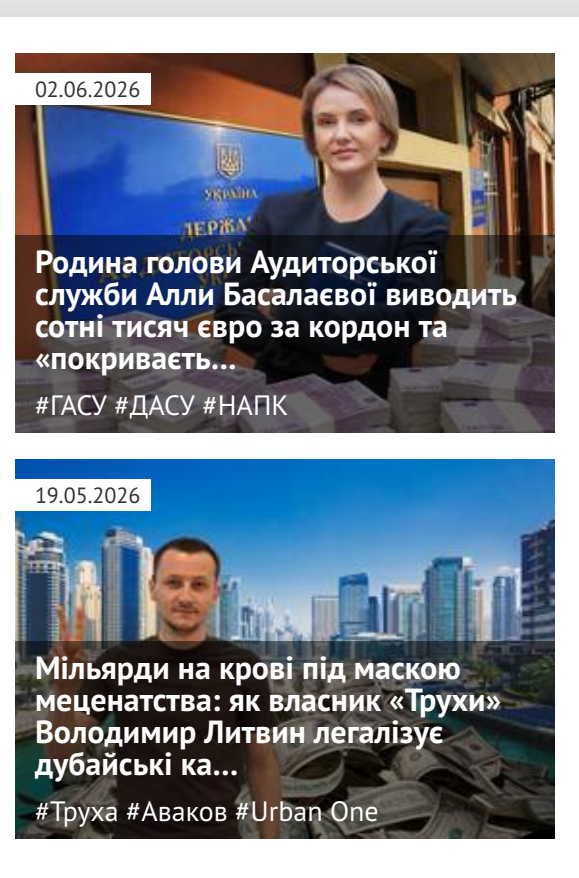 02.06.2026
УКРАЇНА
Родина голови Аудиторської
служби Алли Басалаєвої виводить
сотні тисяч євро за кордон та
«покриваєть...
#ГАСУ #ДАСУ #НАПК
19.05.2026
Мільярди на крові під маскою
меценатства: як власник «Трухи»
Володимир Литвин легалізує
дубайські ка...
#Труха #Аваков #Urban One